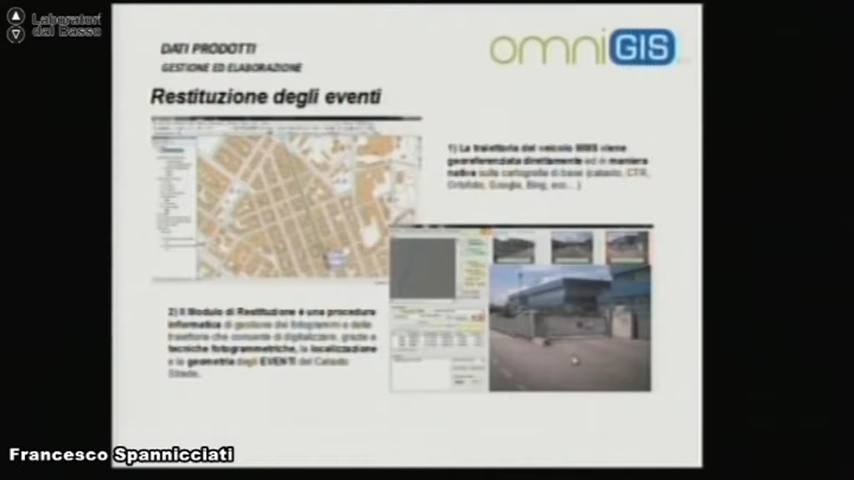 Laboratori
dal Basso
DATI PRODOTTI
GESTIONE ED ELABORAZIONE
omniGIS
Restituzione degli eventi
1) La traiettoria del veicolo MMS viene
georeferenziata direttamente ed in maniera
nativa sulla cartografia di base (catasto, CTR,
Ortofoto, Google, Bing, ecc…)
2) Il Modulo di Restituzione è una procedura
informatica di gestione dei fotogrammi e delle
traiettorie che consente di digitalizzare, grazie a
tecniche fotogrammetriche, la localizzazione
e la geometria degli EVENTI del Catasto
Strade.
Francesco Spannicciati